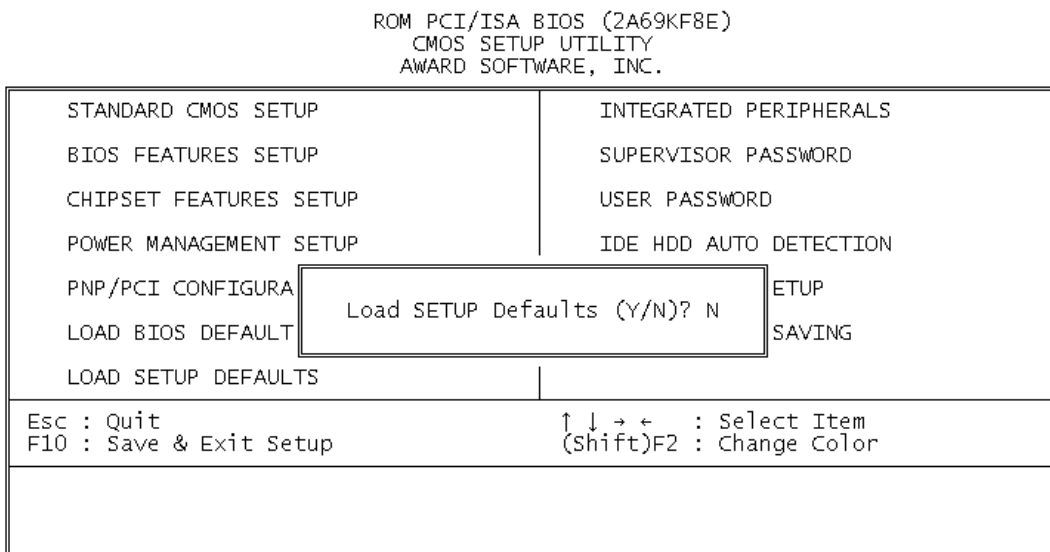 ROM PCI/ISA BIOS (2A69KF8E)
CMOS SETUP UTILITY
AWARD SOFTWARE, INC.
STANDARD CMOS SETUP
BIOS FEATURES SETUP
CHIPSET FEATURES SETUP
POWER MANAGEMENT SETUP
PNP/PCI CONFIGURA
LOAD BIOS DEFAULT
LOAD SETUP DEFAULTS
INTEGRATED PERIPHERALS
SUPERVISOR PASSWORD
USER PASSWORD
IDE HDD AUTO DETECTION
ETUP
SAVING
Load SETUP Defaults (Y/N)? N
Esc : Quit
F10 : Save & Exit Setup
↑ ↓ → ← : Select Item
(Shift)F2 : Change Color